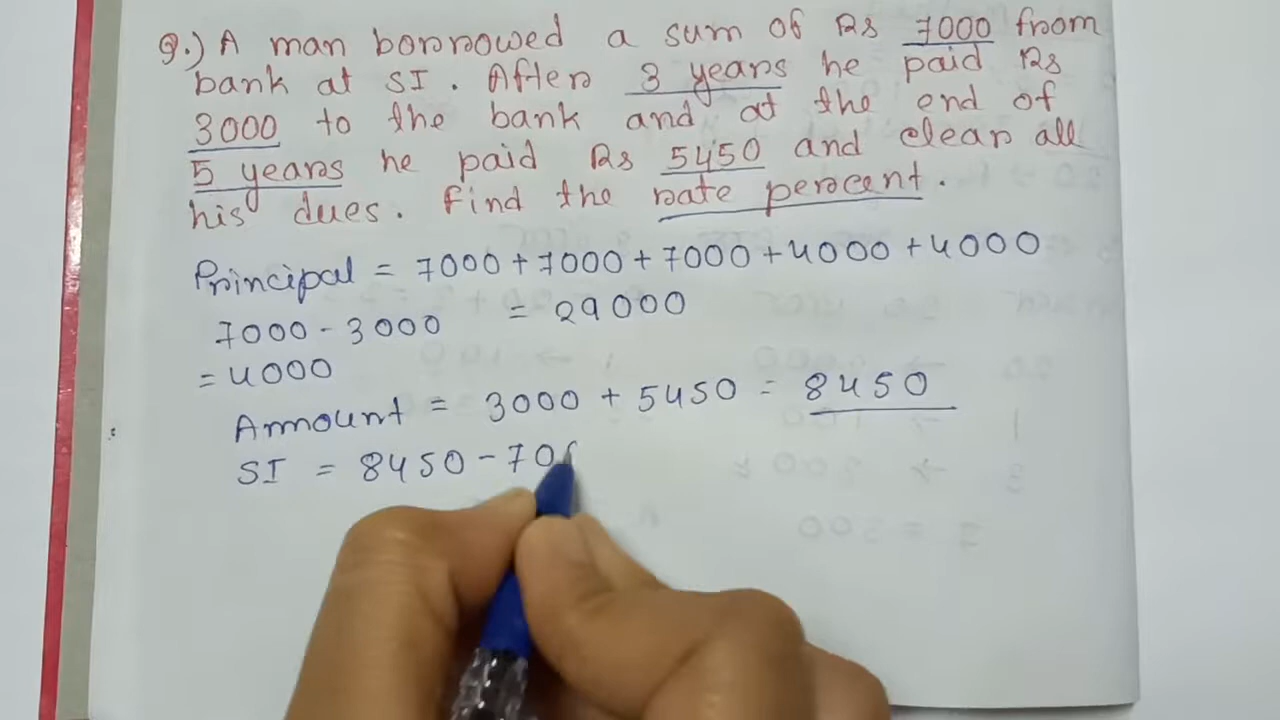 Q.) A man borrowed a sum of Rs 7000 from
bank at SI. After 3 years he paid Rs
3000 to the bank and at the end of
5 years he paid Rs 5450 and clear all
his dues. Find the rate percent.
Principal = 7000 + 7000 + 7000 + 4000 + 4000
7000 - 3000 = 29000
= 4000
Amount = 3000 + 5450 = 8450
SI = 8450 - 70